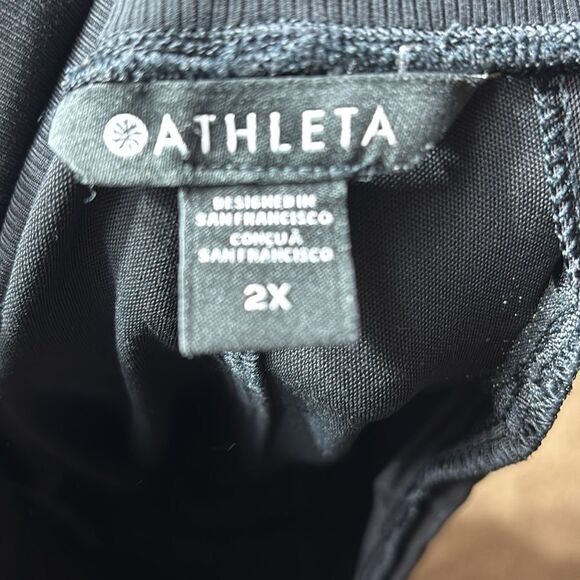 ATHLETA
DESIGNED IN
SAN FRANCISCO
CONÇU À
SAN FRANCISCO
2X